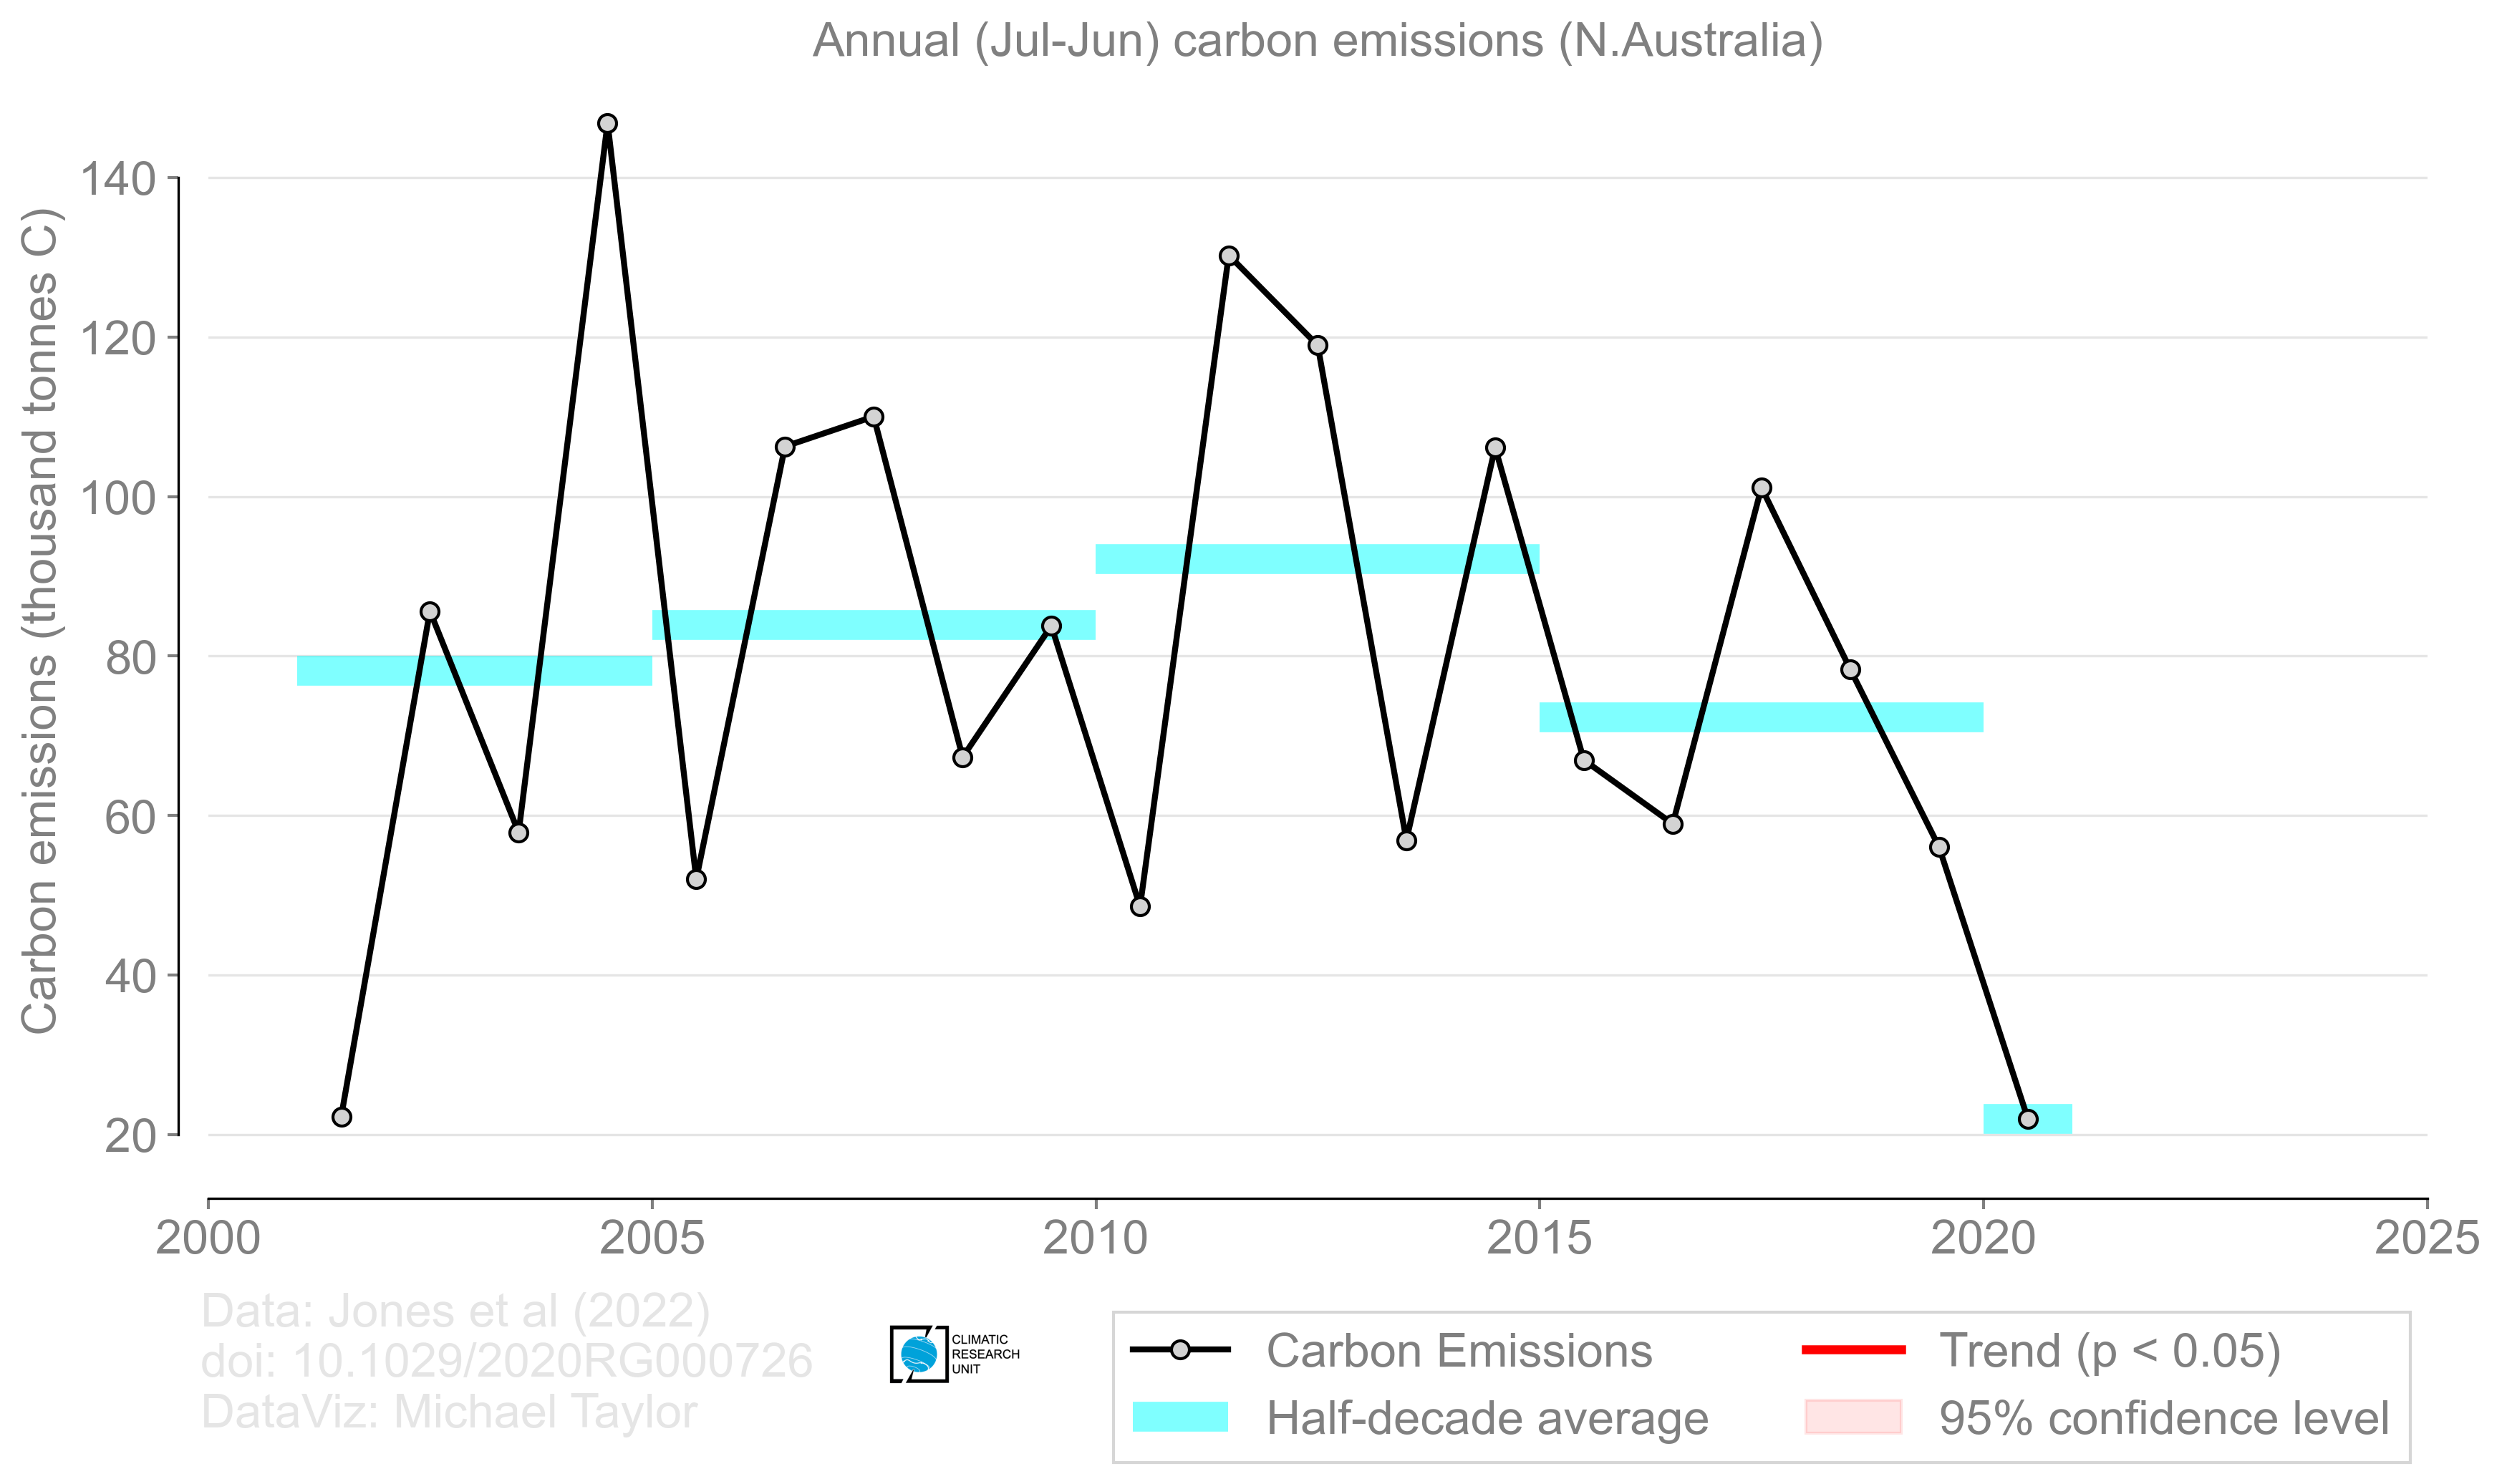 Annual (Jul-Jun) carbon emissions (N.Australia)
Carbon emissions (thousand tonnes C)
140
120
100
80
60
40
20
2000 2005 2010 2015 2020 2025
Data: Jones et al (2022)
doi: 10.1029/2020RG000726
DataViz: Michael Taylor
CLIMATIC
RESEARCH
UNIT
Carbon Emissions
Half-decade average
Trend (p < 0.05)
95% confidence level